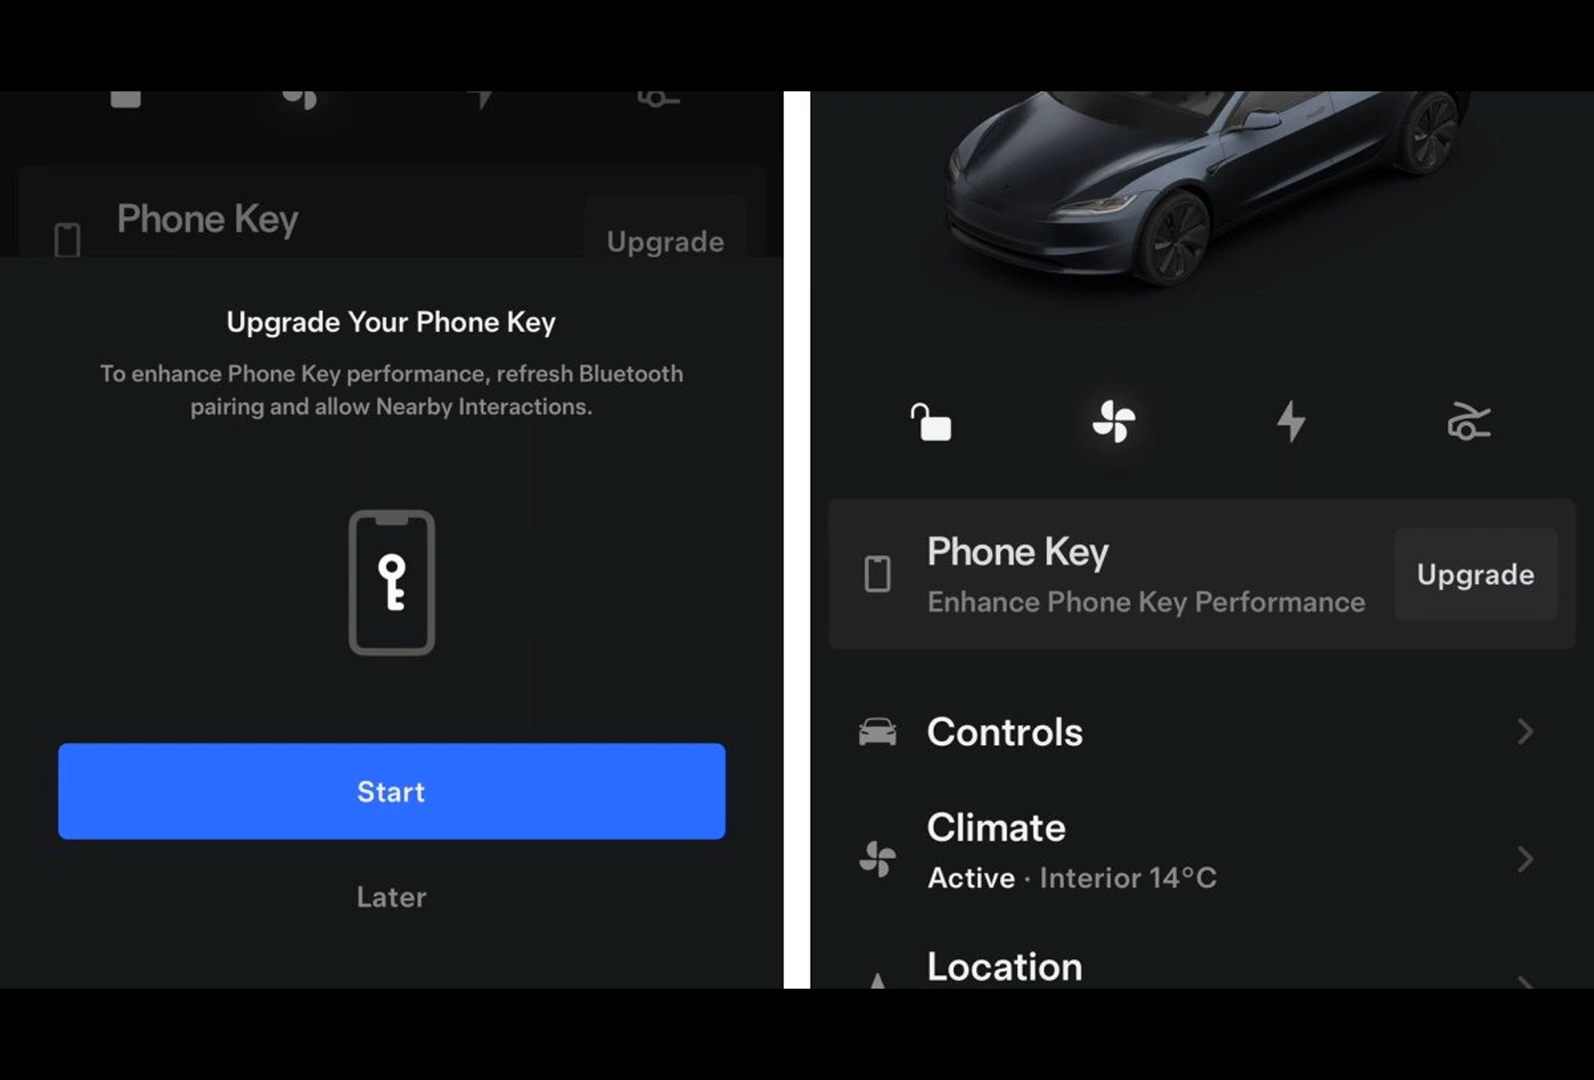 Phone Key
Upgrade
Upgrade Your Phone Key
To enhance Phone Key performance, refresh Bluetooth
pairing and allow Nearby Interactions.
Start
Later
Phone Key
Enhance Phone Key Performance
Upgrade
Controls
Climate
Active · Interior 14°C
Location